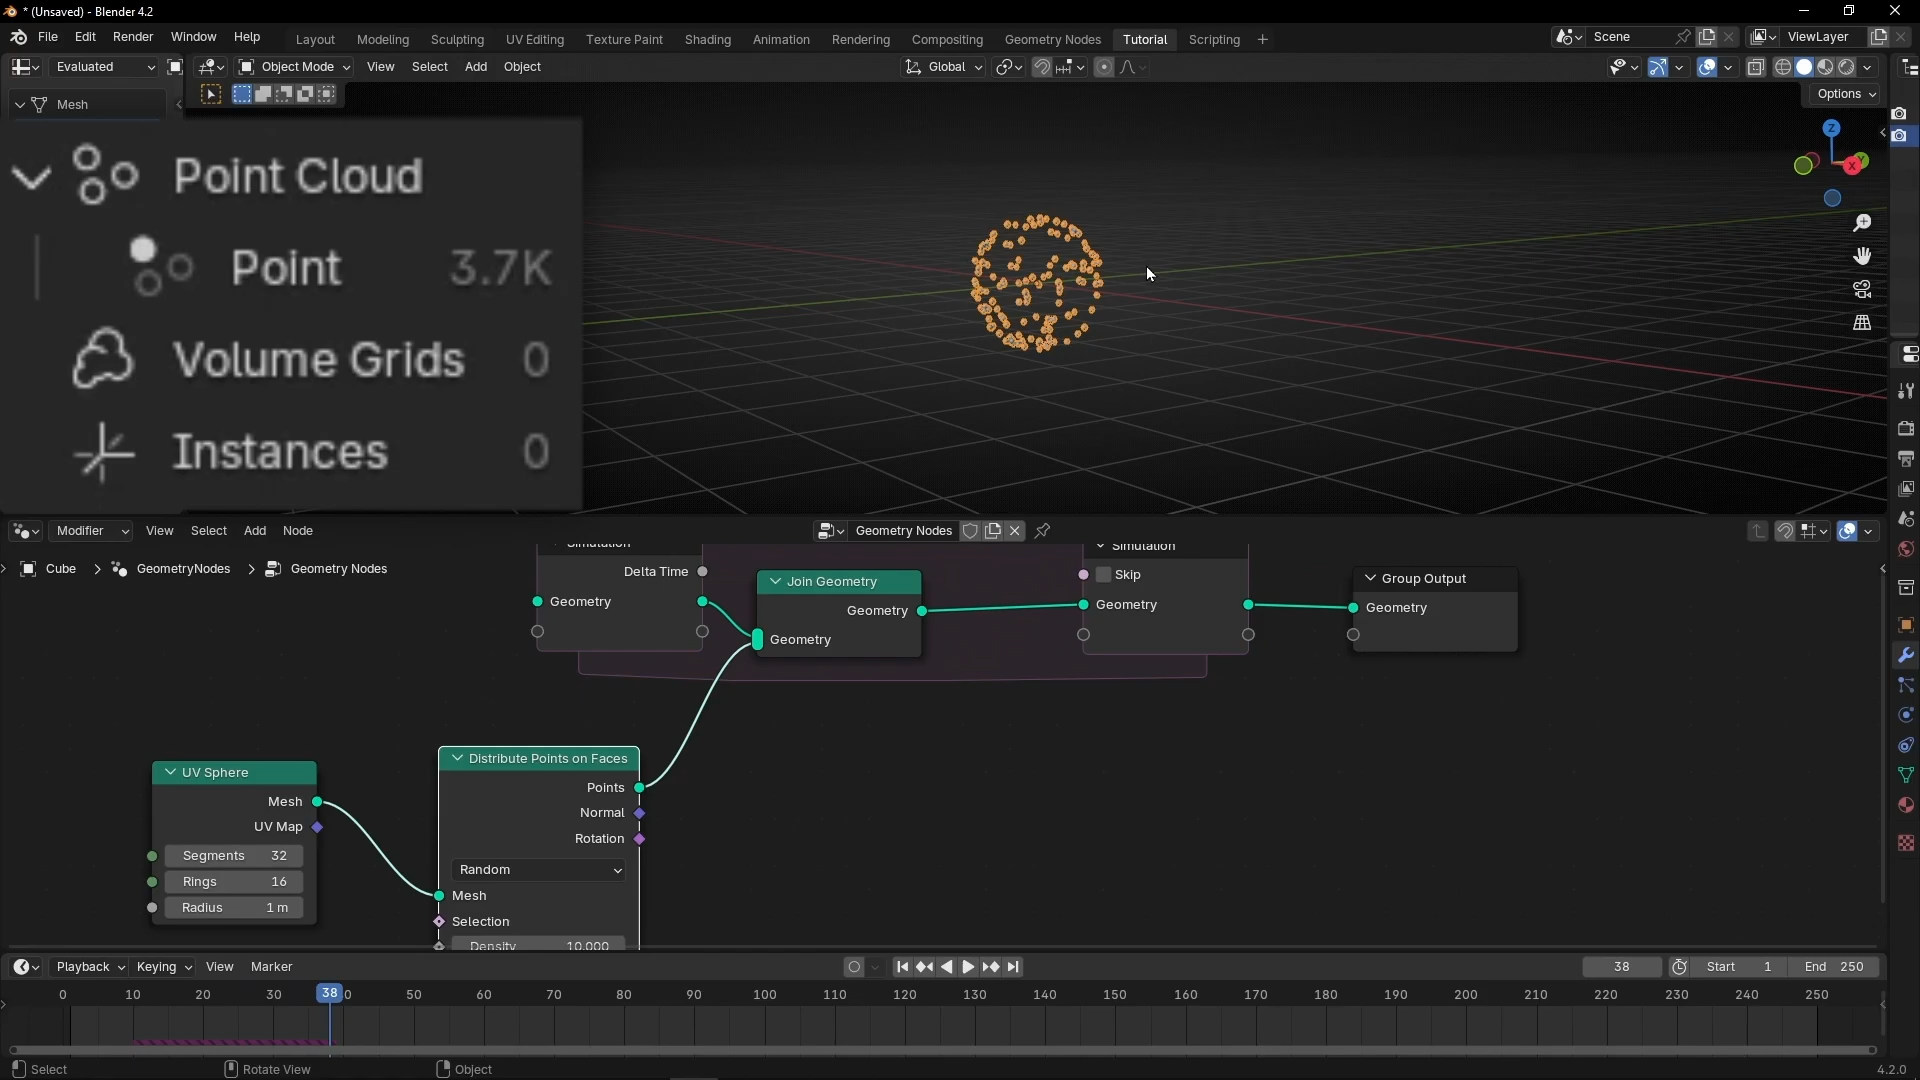 * (Unsaved) - Blender 4.2
File Edit Render Window Help Layout Modeling Sculpting UV Editing Texture Paint Shading Animation Rendering Compositing Geometry Nodes Tutorial Scripting + Scene ViewLayer
Evaluated Object Mode View Select Add Object Global
Options
Mesh
Z
X
Point Cloud
Point 3.7K
Volume Grids 0
Instances 0
Modifier View Select Add Node Geometry Nodes
Cube > GeometryNodes > Geometry Nodes
Simulation
Delta Time
Geometry
Join Geometry
Geometry
Geometry
Simulation
Skip
Geometry
Group Output
Geometry
UV Sphere
Mesh
UV Map
Segments 32
Rings 16
Radius 1 m
Distribute Points on Faces
Points
Normal
Rotation
Random
Mesh
Selection
Density 10.000
Playback Keying View Marker 38 Start 1 End 250
0 10 20 30 38 0 50 60 70 80 90 100 110 120 130 140 150 160 170 180 190 200 210 220 230 240 250
Select Rotate View Object 4.2.0